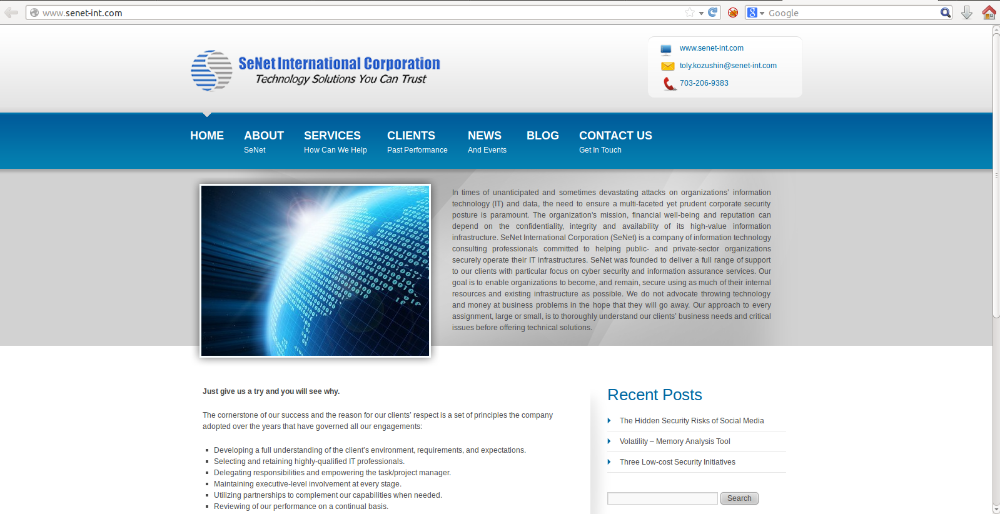 www.senet-int.com
Google
SeNet International Corporation
Technology Solutions You Can Trust
www.senet-int.com
toly.kozushin@senet-int.com
703-206-9383
HOME ABOUT SERVICES CLIENTS NEWS BLOG CONTACT US
SeNet How Can We Help Past Performance And Events Get In Touch
In times of unanticipated and sometimes devastating attacks on organizations' information
technology (IT) and data, the need to ensure a multi-faceted yet prudent corporate security
posture is paramount. The organization's mission, financial well-being and reputation can
depend on the confidentiality, integrity and availability of its high-value information
infrastructure. SeNet International Corporation (SeNet) is a company of information technology
consulting professionals committed to helping public- and private-sector organizations
securely operate their IT infrastructures. SeNet was founded to deliver a full range of support
to our clients with particular focus on cyber security and information assurance services. Our
goal is to enable organizations to become, and remain, secure using as much of their internal
resources and existing infrastructure as possible. We do not advocate throwing technology
and money at business problems in the hope that they will go away. Our approach to every
assignment, large or small, is to thoroughly understand our clients' business needs and critical
issues before offering technical solutions.
Just give us a try and you will see why.
The cornerstone of our success and the reason for our clients' respect is a set of principles the company
adopted over the years that have governed all our engagements:
Developing a full understanding of the client's environment, requirements, and expectations.
Selecting and retaining highly-qualified IT professionals.
Delegating responsibilities and empowering the task/project manager.
Maintaining executive-level involvement at every stage.
Utilizing partnerships to complement our capabilities when needed.
Reviewing of our performance on a continual basis.
Recent Posts
The Hidden Security Risks of Social Media
Volatility – Memory Analysis Tool
Three Low-cost Security Initiatives
Search